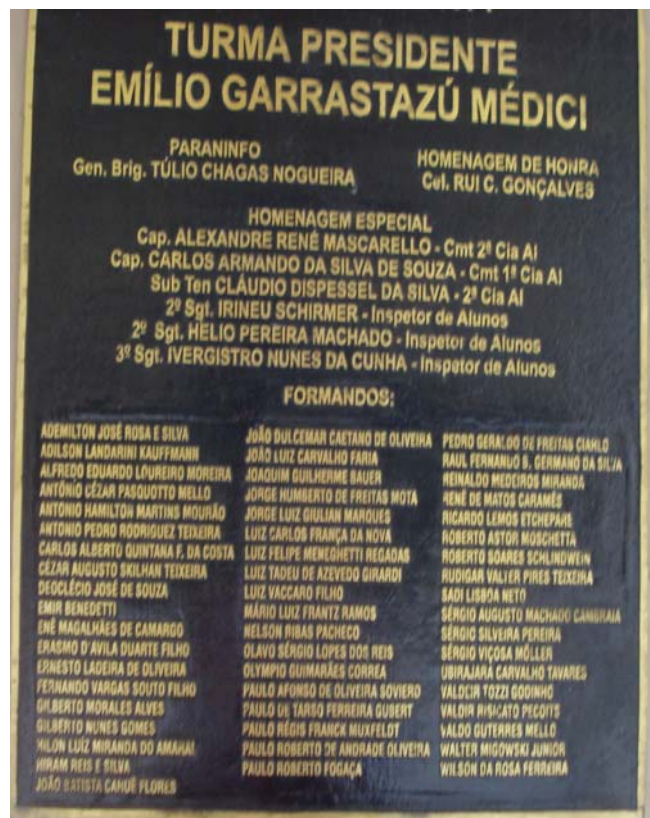 TURMA PRESIDENTE
EMÍLIO GARRASTAZÚ MÉDICI
PARANINFO
Gen. Brig. TÚLIO CHAGAS NOGUEIRA
HOMENAGEM DE HONRA
Cel. RUI C. GONÇALVES
HOMENAGEM ESPECIAL
Cap. ALEXANDRE RENÊ MASCARELLO - Cmt 2ª Cia Al
Cap. CARLOS ARMANDO DA SILVA DE SOUZA - Cmt 1ª Cia Al
Sub Ten CLÁUDIO DISPESSEL DA SILVA - 2ª Cia Al
2º Sgt. IRINEU SCHIRMER - Inspetor de Alunos
2º Sgt. HELIO PEREIRA MACHADO - Inspetor de Alunos
3º Sgt. IVERGISTRO NUNES DA CUNHA - Inspetor de Alunos
FORMANDOS:
ADEMILTON JOSÉ ROSA E SILVA
ADILSON LANDARINI KAUFFMANN
ALFREDO EDUARDO LOUREIRO MOREIRA
ANTÔNIO CÉZAR PASQUOTTO MELLO
ANTONIO HAMILTON MARTINS MOURÃO
ANTONIO PEDRO RODRIGUEZ TEIXEIRA
CARLOS ALBERTO QUINTANA F. DA COSTA
CÉZAR AUGUSTO SKILHAN TEIXEIRA
DEOCLÉCIO JOSÉ DE SOUZA
EMIR BENEDETTI
ENÊ MAGALHÃES DE CAMARGO
ERASMO D'AVILA DUARTE FILHO
ERNESTO LADEIRA DE OLIVEIRA
FERNANDO VARGAS SOUTO FILHO
GILBERTO MORALES ALVES
GILBERTO NUNES GOMES
LUIZ MIRANDA DO AMARAL
HIRAM REIS E SILVA
JOÃO BATISTA CAHUÊ FLORES
JOÃO DULCEMAR CAETANO DE OLIVEIRA
JOÃO LUIZ CARVALHO FARIA
JOAQUIM GUILHERME BAUER
JORGE HUMBERTO DE FREITAS MOTA
JORGE LUIZ GIULIAN MARQUES
LUIZ CARLOS FRANÇA DA NOVA
LUIZ FELIPE MENEGHETTI REGADAS
LUIZ TADEU DE AZEVEDO GIRARDI
LUIZ VACCARO FILHO
MÁRIO LUIZ FRANTZ RAMOS
NELSON RIBAS PACHECO
OLAVO SÉRGIO LOPES DOS REIS
OLYMPIO GUIMARÃES CORREA
PAULO AFONSO DE OLIVEIRA SOVIERO
PAULO DE TARSO FERREIRA GUBERT
PAULO RÉGIS FRANCK MUXFELDT
PAULO ROBERTO DE ANDRADE OLIVEIRA
PAULO ROBERTO FOGAÇA
PEDRO GERALDO DE FREITAS CIAHLO
RAUL FERNANDO S. GERMANO DA SILVA
REINALDO MEDEIROS MIRANDA
RENÊ DE MATOS CARAMÊS
RICARDO LEMOS ETCHEPARE
ROBERTO ASTOR MOSCHETTA
ROBERTO SOARES SCHLINDWEIN
RUDIGAR VALTER PIRES TEIXEIRA
SADI LISBOA NETO
SÉRGIO AUGUSTO MACHADO CAMBRAIA
SÉRGIO SILVEIRA PEREIRA
SÉRGIO VIÇOSA MÖLLER
UBIRAJARA CARVALHO TAVARES
VALDCIR TOZZI GODINHO
VALDIR PECOITS
VALDO GUTERRES MELLO
WALTER MIGOWSKI JUNIOR
WILSON DA ROSA FERREIRA